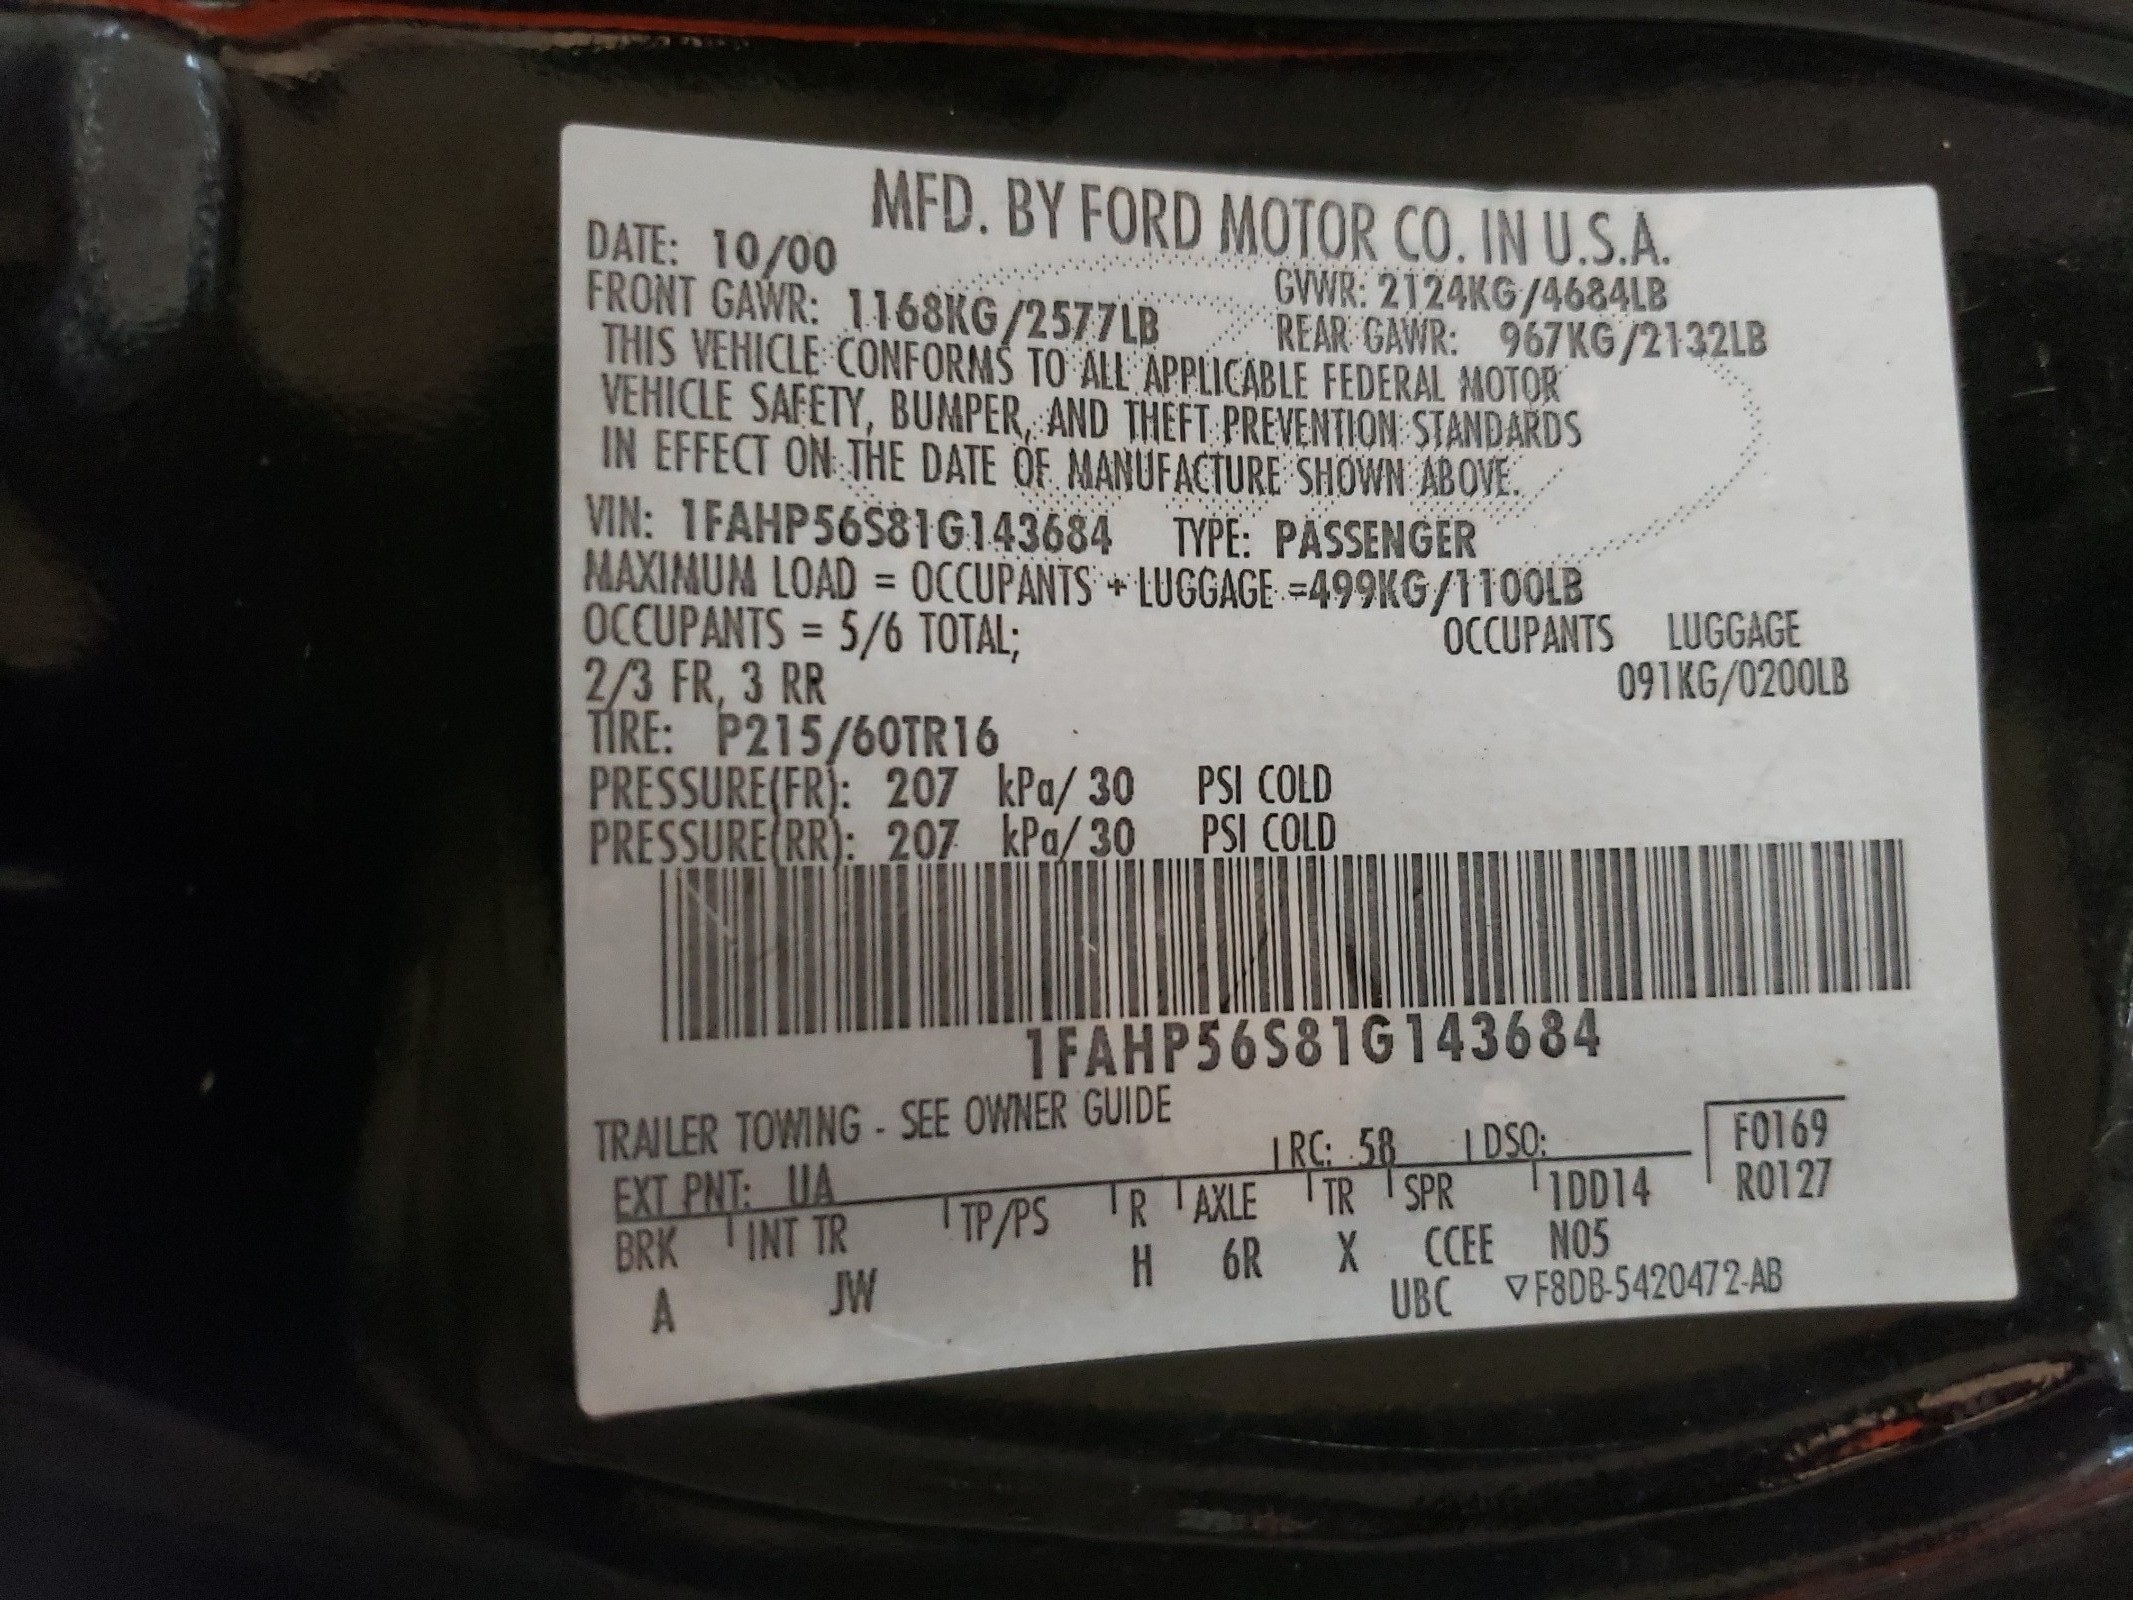 MFD. BY FORD MOTOR CO. IN U.S.A.
DATE: 10/00
GVWR: 2124KG/4684LB
FRONT GAWR: 1168KG/2577LB
REAR GAWR: 967KG/2132LB
THIS VEHICLE CONFORMS TO ALL APPLICABLE FEDERAL MOTOR
VEHICLE SAFETY, BUMPER, AND THEFT PREVENTION STANDARDS
IN EFFECT ON THE DATE OF MANUFACTURE SHOWN ABOVE.
VIN: 1FAHP56S81G143684 TYPE: PASSENGER
MAXIMUM LOAD = OCCUPANTS + LUGGAGE =499KG/1100LB
OCCUPANTS = 5/6 TOTAL; OCCUPANTS LUGGAGE
2/3 FR, 3 RR 091KG/0200LB
TIRE: P215/60TR16
PRESSURE(FR): 207 kPa/ 30 PSI COLD
PRESSURE(RR): 207 kPa/ 30 PSI COLD
1FAHP56S81G143684
TRAILER TOWING - SEE OWNER GUIDE
EXT PNT: UA RC: 58 DSO: F0169
BRK INT TR TP/PS R AXLE TR SPR 1DD14 R0127
A JW H 6R X CCEE N05
UBC ▽F8DB-5420472-AB